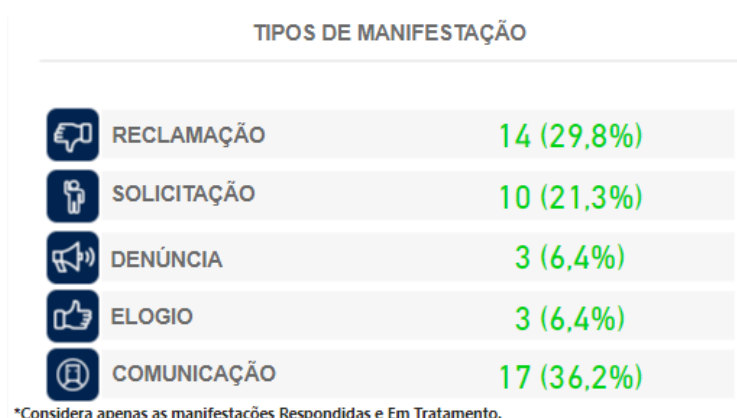 TIPOS DE MANIFESTAÇÃO
RECLAMAÇÃO 14 (29,8%)
SOLICITAÇÃO 10 (21,3%)
DENÚNCIA 3 (6,4%)
ELOGIO 3 (6,4%)
COMUNICAÇÃO 17 (36,2%)
*Considera apenas as manifestações Respondidas e Em Tratamento.